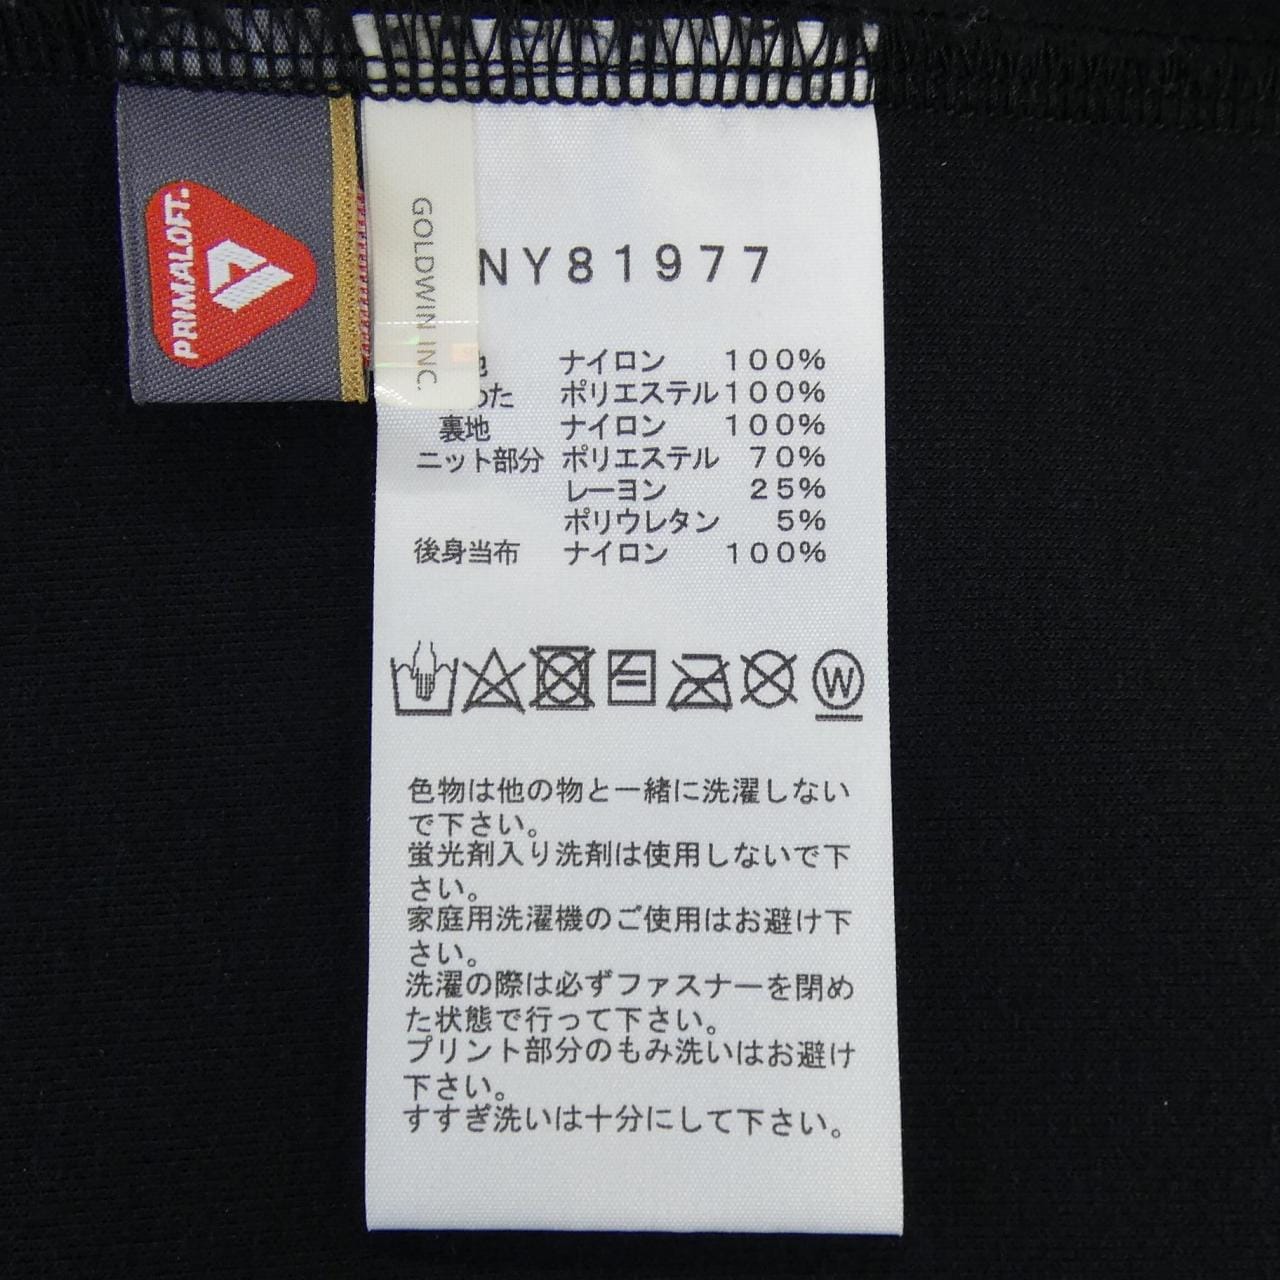 PRIMALOFT.
GOLDWIN INC.
NY81977
地 ナイロン 100%
わた ポリエステル 100%
裏地 ナイロン 100%
ニット部分 ポリエステル 70%
レーヨン 25%
ポリウレタン 5%
後身当布 ナイロン 100%
W
色物は他の物と一緒に洗濯しない
で下さい。
蛍光剤入り洗剤は使用しないで下
さい。
家庭用洗濯機のご使用はお避け下
さい。
洗濯の際は必ずファスナーを閉め
た状態で行って下さい。
プリント部分のもみ洗いはお避け
下さい。
すすぎ洗いは十分にして下さい。